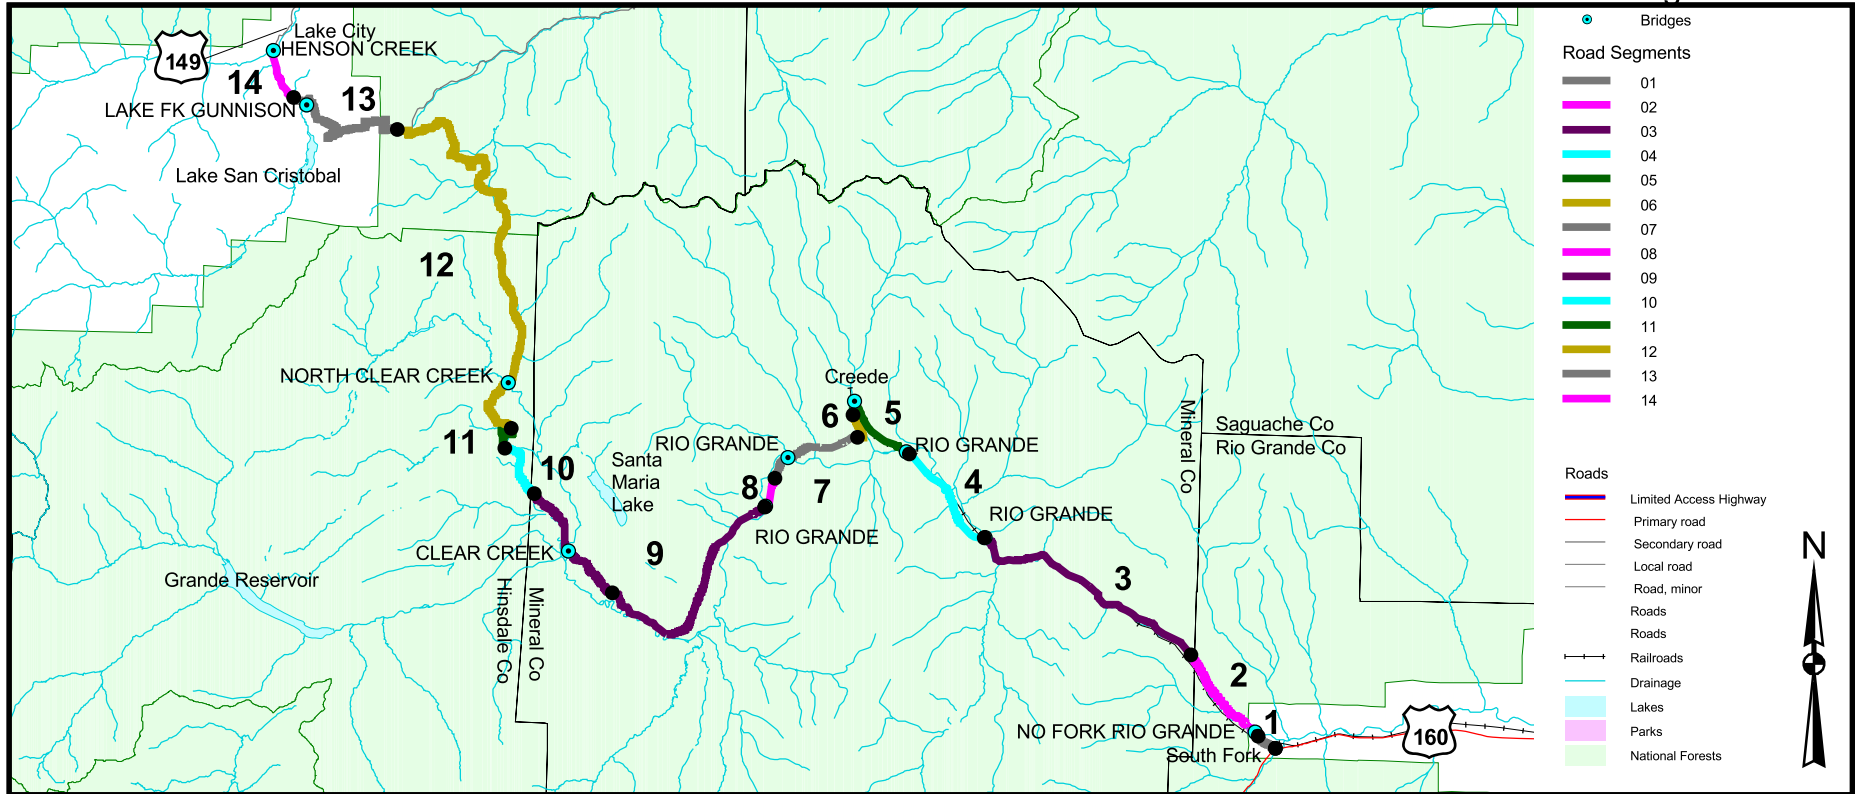 Lake City
HENSON CREEK
149
14
13
LAKE FK GUNNISON
Lake San Cristobal
12
NORTH CLEAR CREEK
11
10
Santa
Maria
Lake
CLEAR CREEK
9
Grande Reservoir
Hinsdale Co
Mineral Co
Creede
6
5
RIO GRANDE
RIO GRANDE
8
7
RIO GRANDE
4
RIO GRANDE
3
Mineral Co
Saguache Co
Rio Grande Co
2
1
NO FORK RIO GRANDE
South Fork
160
Bridges
Road Segments
01
02
03
04
05
06
07
08
09
10
11
12
13
14
Roads
Limited Access Highway
Primary road
Secondary road
Local road
Road, minor
Roads
Roads
Railroads
Drainage
Lakes
Parks
National Forests
N